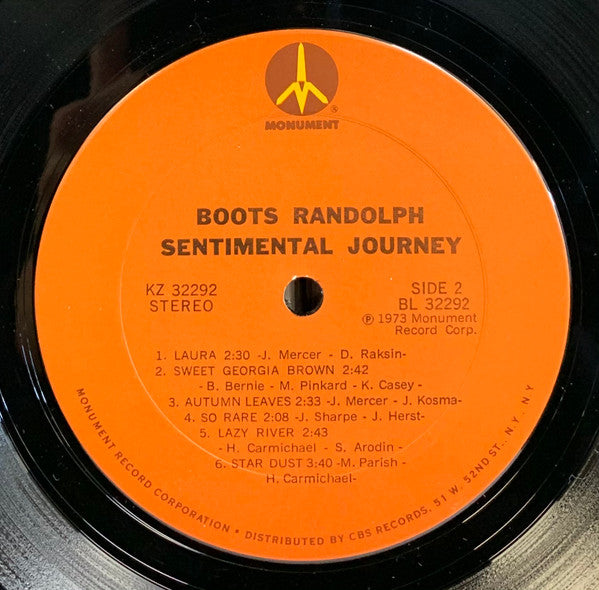 MONUMENT ®
BOOTS RANDOLPH
SENTIMENTAL JOURNEY
KZ 32292
STEREO
SIDE 2
BL 32292
℗ 1973 Monument
Record Corp.
1. LAURA 2:30 -J. Mercer - D. Raksin-
2. SWEET GEORGIA BROWN 2:42
- B. Bernie - M. Pinkard - K. Casey -
3. AUTUMN LEAVES 2:33 -J. Mercer - J. Kosma-
4. SO RARE 2:08 -J. Sharpe - J. Herst-
5. LAZY RIVER 2:43
- H. Carmichael - S. Arodin -
6. STAR DUST 3:40 -M. Parish -
H. Carmichael-
MONUMENT RECORD CORPORATION • DISTRIBUTED BY CBS RECORDS, 51 W. 52ND ST., N.Y., N.Y.